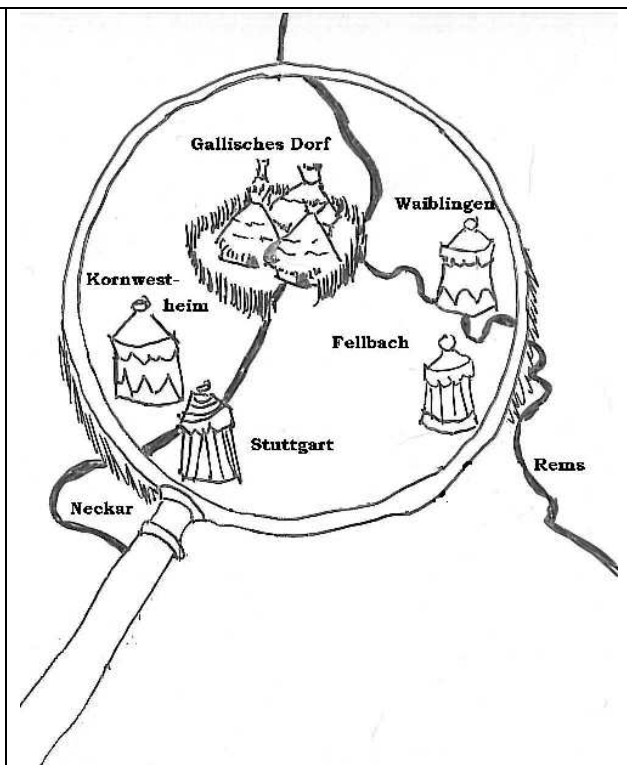 Gallisches Dorf
Waiblingen
Kornwest-
heim
Fellbach
Stuttgart
Rems
Neckar